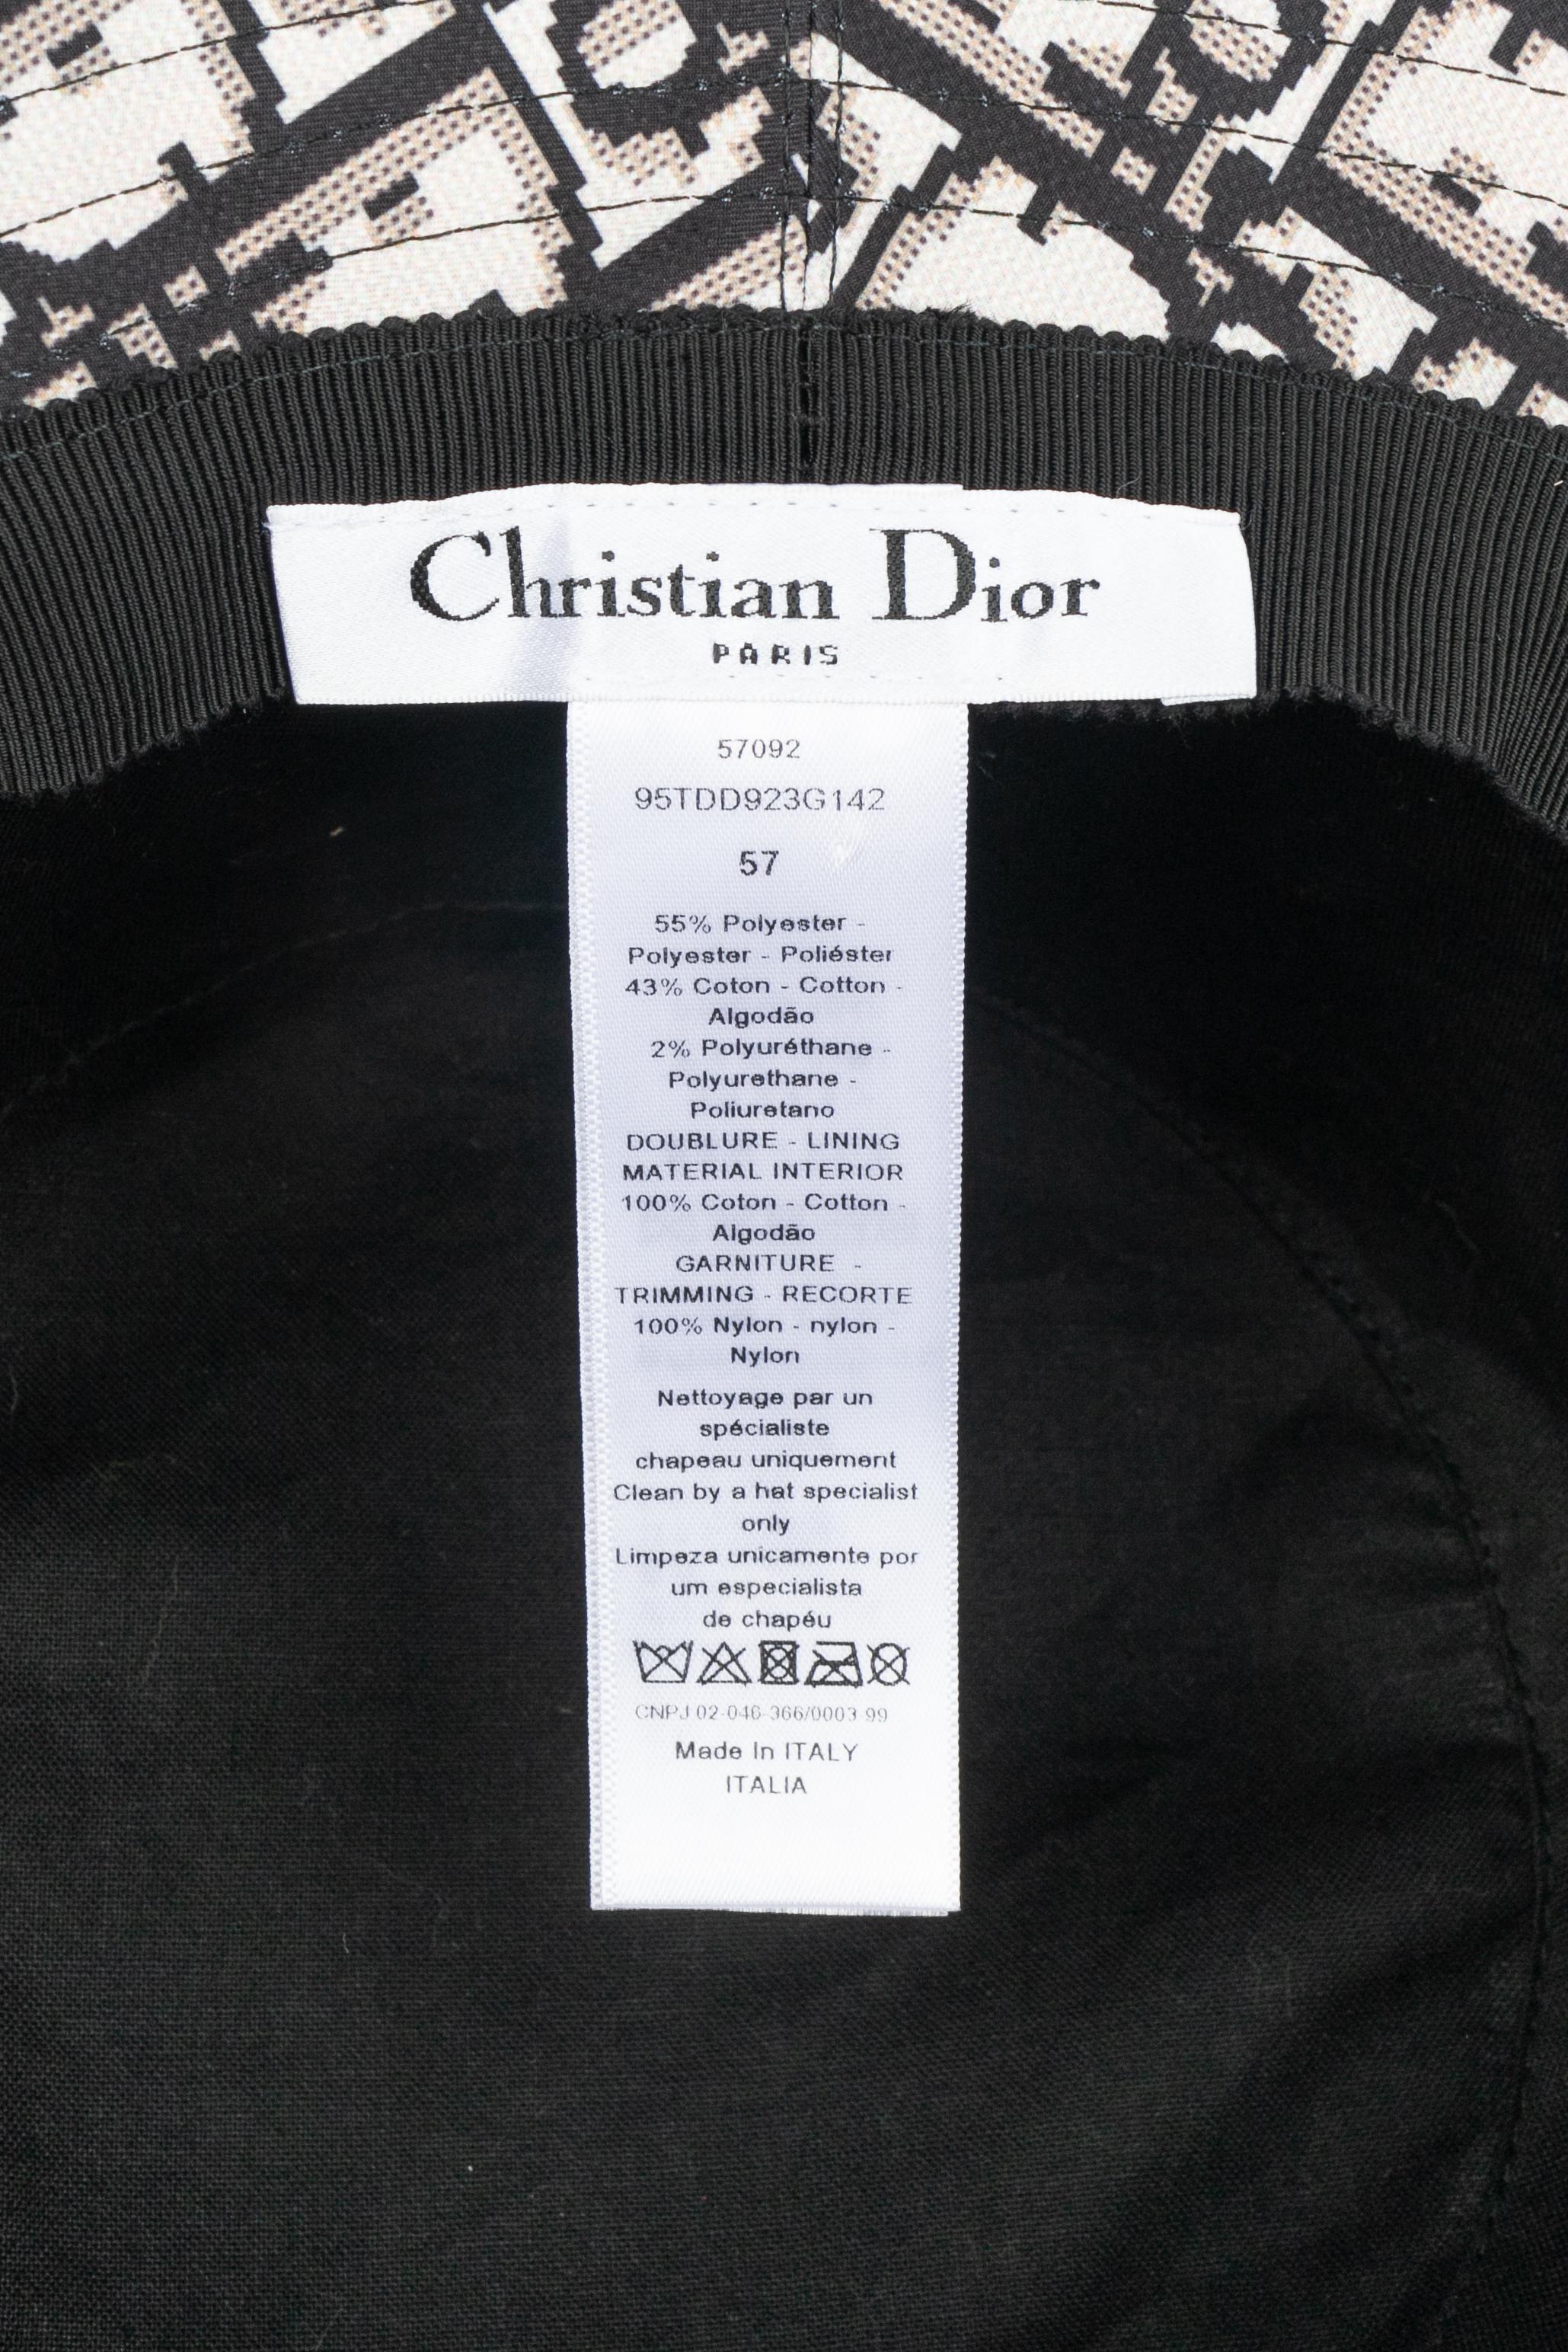 Christian Dior
PARIS
57092
95TDD923G142
57
55% Polyester -
Polyester - Poliéster
43% Coton - Cotton -
Algodão
2% Polyuréthane -
Polyurethane -
Poliuretano
DOUBLURE - LINING
MATERIAL INTERIOR
100% Coton - Cotton -
Algodão
GARNITURE -
TRIMMING - RECORTE
100% Nylon - nylon -
Nylon
Nettoyage par un
spécialiste
chapeau uniquement
Clean by a hat specialist
only
Limpeza unicamente por
um especialista
de chapéu
CNPJ 02-046-366/0003 99
Made In ITALY
ITALIA